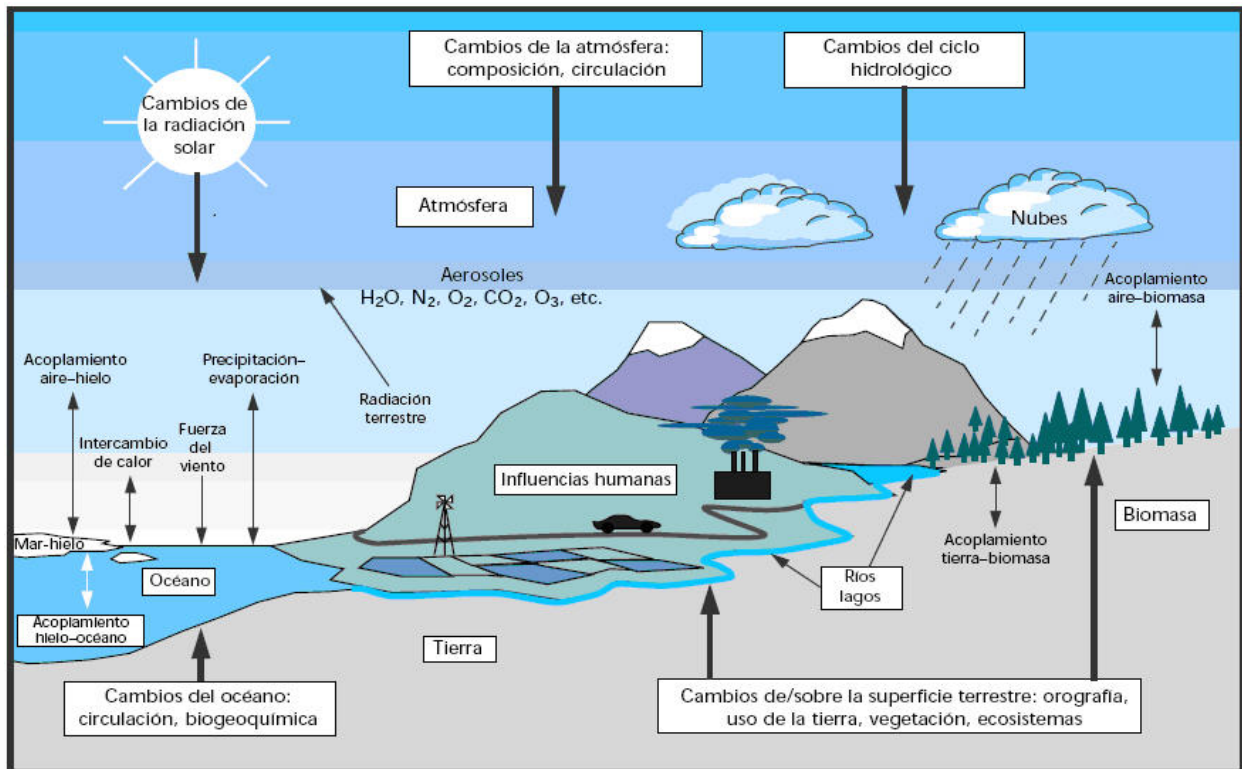 Cambios de la atmósfera:
composición, circulación
Cambios del ciclo
hidrológico
Cambios de
la radiación
solar
Atmósfera
Nubes
Aerosoles
H₂O, N₂, O₂, CO₂, O₃, etc.
Acoplamiento
aire–biomasa
Acoplamiento
aire–hielo
Precipitación–
evaporación
Radiación
terrestre
Intercambio
de calor
Fuerza
del
viento
Influencias humanas
Mar-hielo
Océano
Biomasa
Acoplamiento
tierra–biomasa
Ríos
lagos
Acoplamiento
hielo–océano
Tierra
Cambios del océano:
circulación, biogeoquímica
Cambios de/sobre la superficie terrestre: orografía,
uso de la tierra, vegetación, ecosistemas